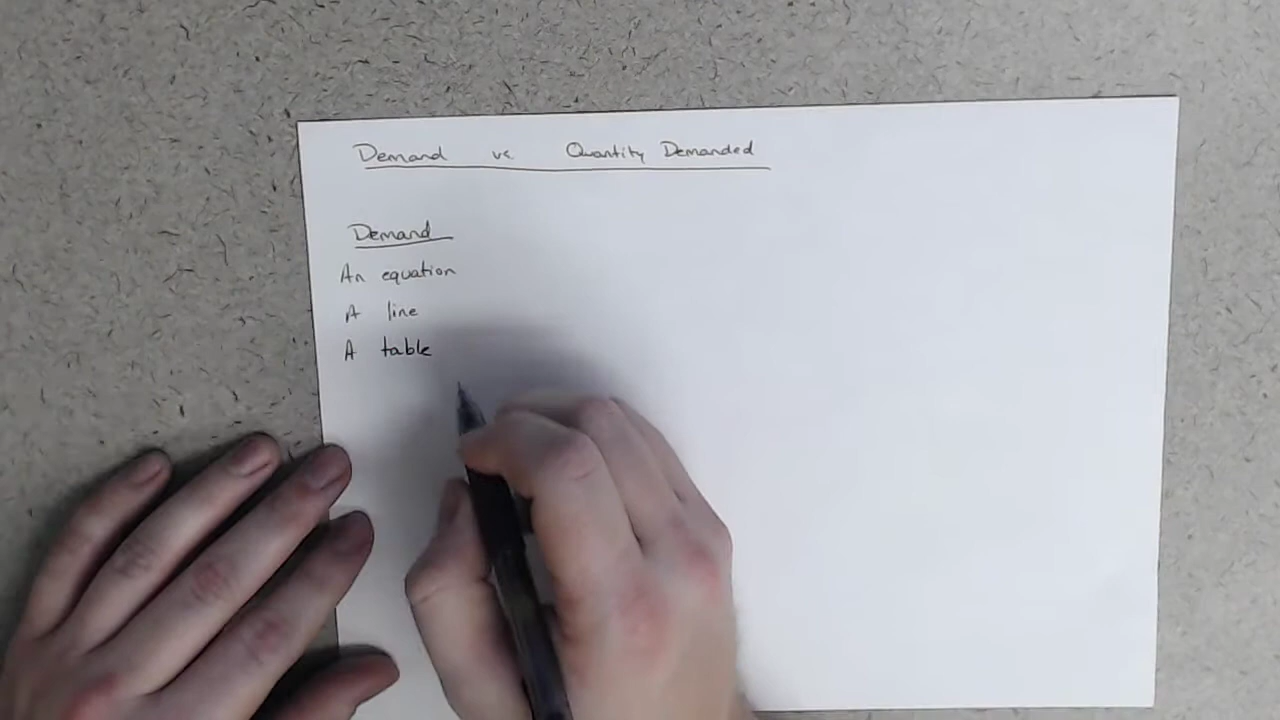 Demand vs Quantity Demanded
Demand
An equation
A line
A table